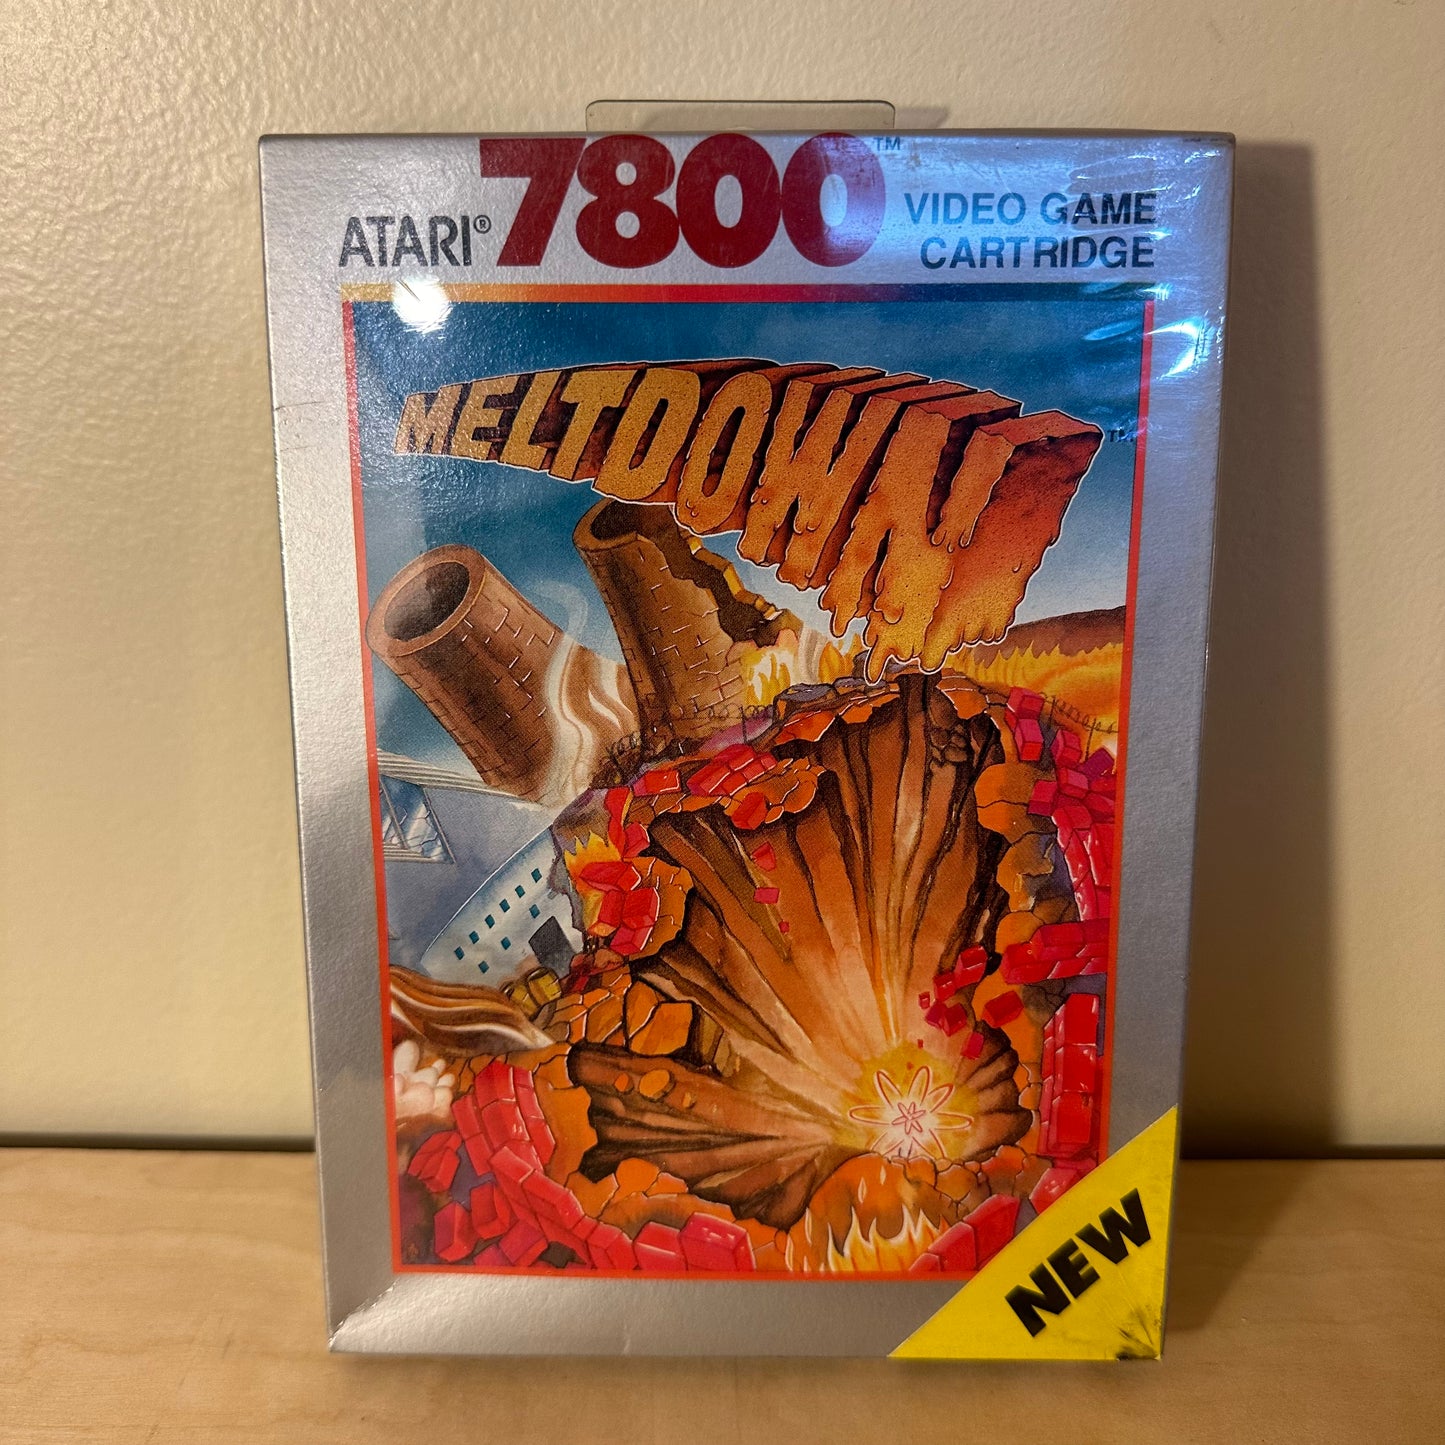 ATARI® 7800™ VIDEO GAME
CARTRIDGE
MELTDOWN™
NEW